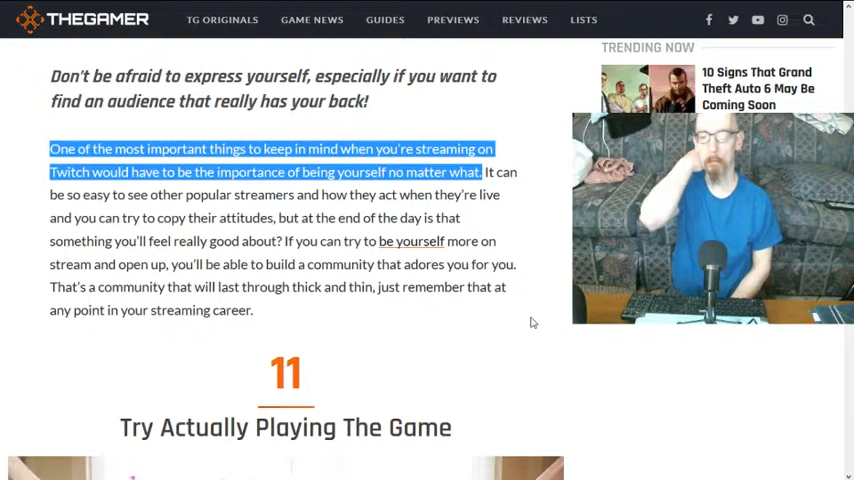 THEGAMER
TG ORIGINALS GAME NEWS GUIDES PREVIEWS REVIEWS LISTS
Don't be afraid to express yourself, especially if you want to
find an audience that really has your back!
One of the most important things to keep in mind when you're streaming on
Twitch would have to be the importance of being yourself no matter what. It can
be so easy to see other popular streamers and how they act when they're live
and you can try to copy their attitudes, but at the end of the day is that
something you'll feel really good about? If you can try to be yourself more on
stream and open up, you'll be able to build a community that adores you for you.
That's a community that will last through thick and thin, just remember that at
any point in your streaming career.
11
Try Actually Playing The Game
TRENDING NOW
10 Signs That Grand
Theft Auto 6 May Be
Coming Soon